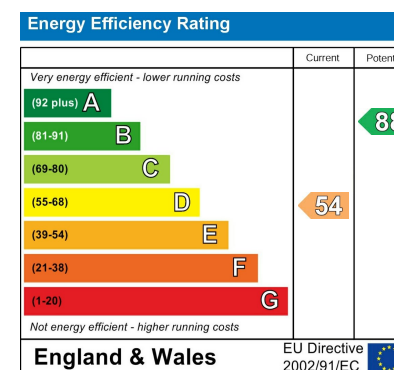 Energy Efficiency Rating
Current
Very energy efficient - lower running costs
(92 plus) A
(81-91) B
(69-80) C
(55-68) D
54
(39-54) E
(21-38) F
(1-20) G
Not energy efficient - higher running costs
England & Wales
EU Directive
2002/91/EC